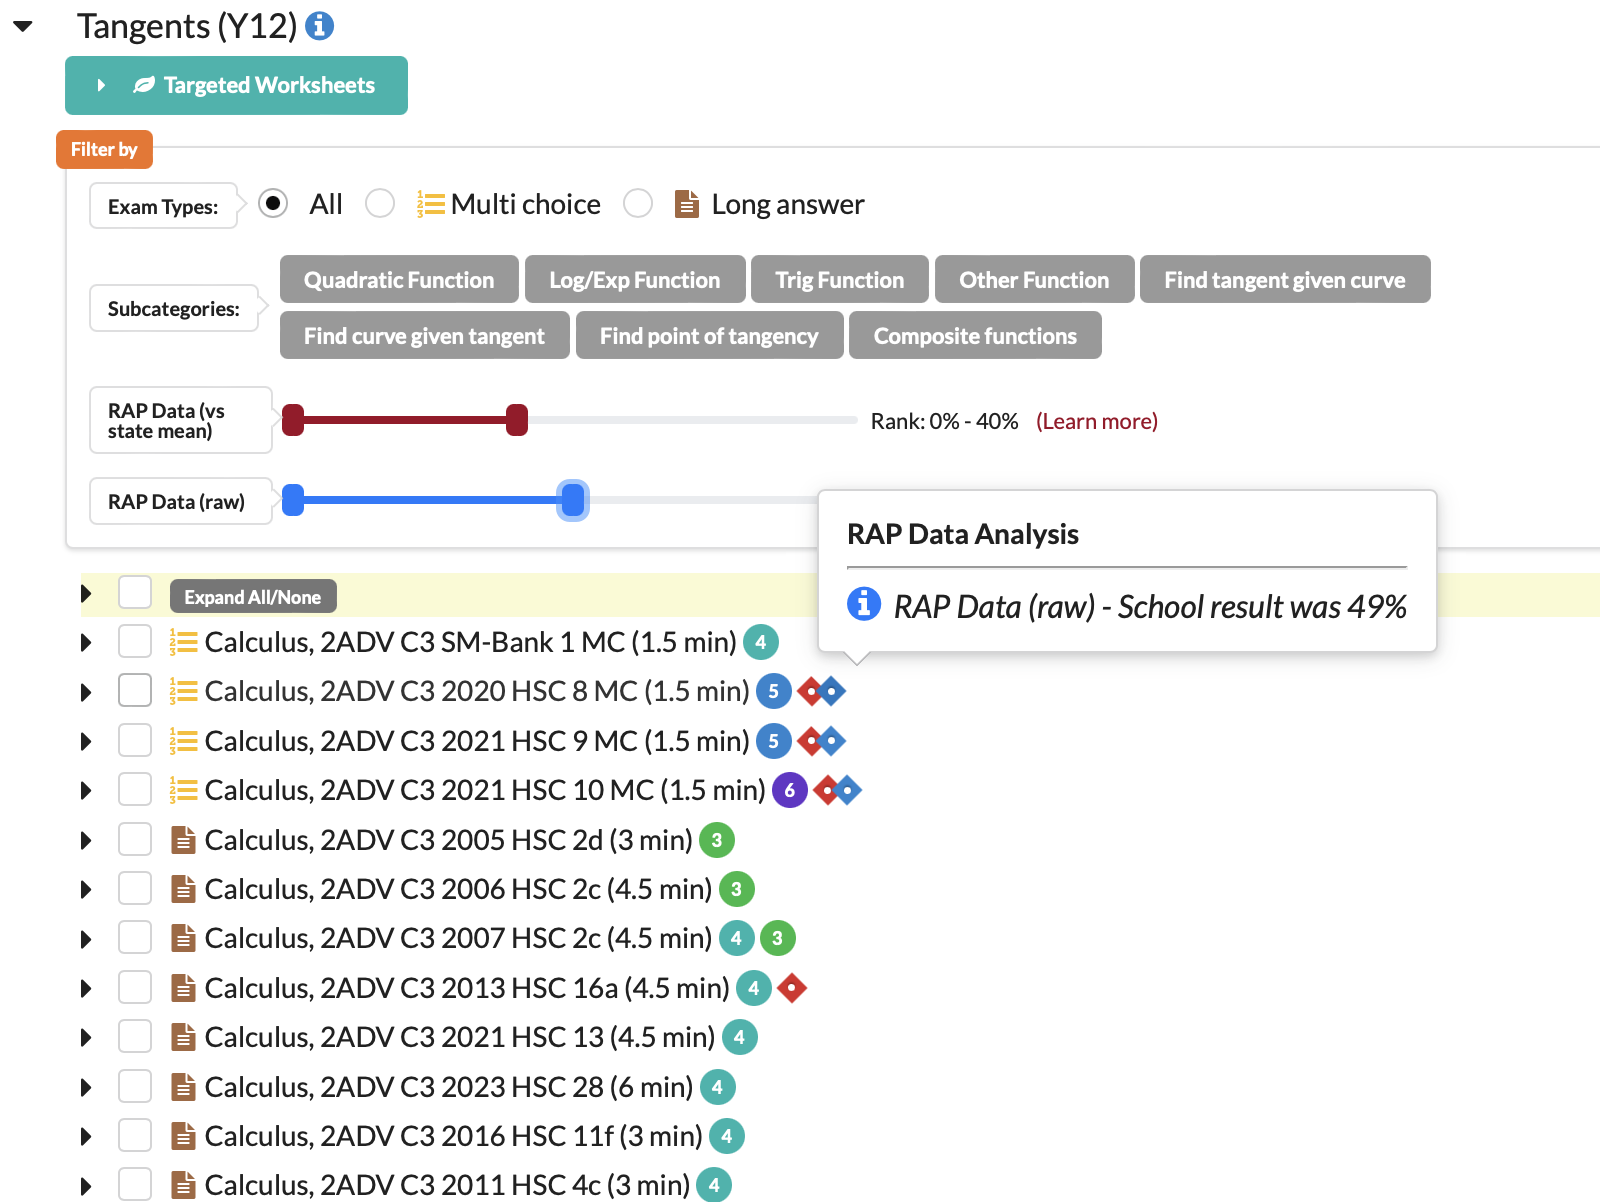 Tangents (Y12)
Targeted Worksheets
Filter by
Exam Types:
All
Multi choice
Long answer
Subcategories:
Quadratic Function
Log/Exp Function
Trig Function
Other Function
Find tangent given curve
Find curve given tangent
Find point of tangency
Composite functions
RAP Data (vs
state mean)
Rank: 0% - 40% (Learn more)
RAP Data (raw)
RAP Data Analysis
RAP Data (raw) - School result was 49%
Expand All/None
Calculus, 2ADV C3 SM-Bank 1 MC (1.5 min) 4
Calculus, 2ADV C3 2020 HSC 8 MC (1.5 min) 5
Calculus, 2ADV C3 2021 HSC 9 MC (1.5 min) 5
Calculus, 2ADV C3 2021 HSC 10 MC (1.5 min) 6
Calculus, 2ADV C3 2005 HSC 2d (3 min) 3
Calculus, 2ADV C3 2006 HSC 2c (4.5 min) 3
Calculus, 2ADV C3 2007 HSC 2c (4.5 min) 4 3
Calculus, 2ADV C3 2013 HSC 16a (4.5 min) 4
Calculus, 2ADV C3 2021 HSC 13 (4.5 min) 4
Calculus, 2ADV C3 2023 HSC 28 (6 min) 4
Calculus, 2ADV C3 2016 HSC 11f (3 min) 4
Calculus, 2ADV C3 2011 HSC 4c (3 min) 4